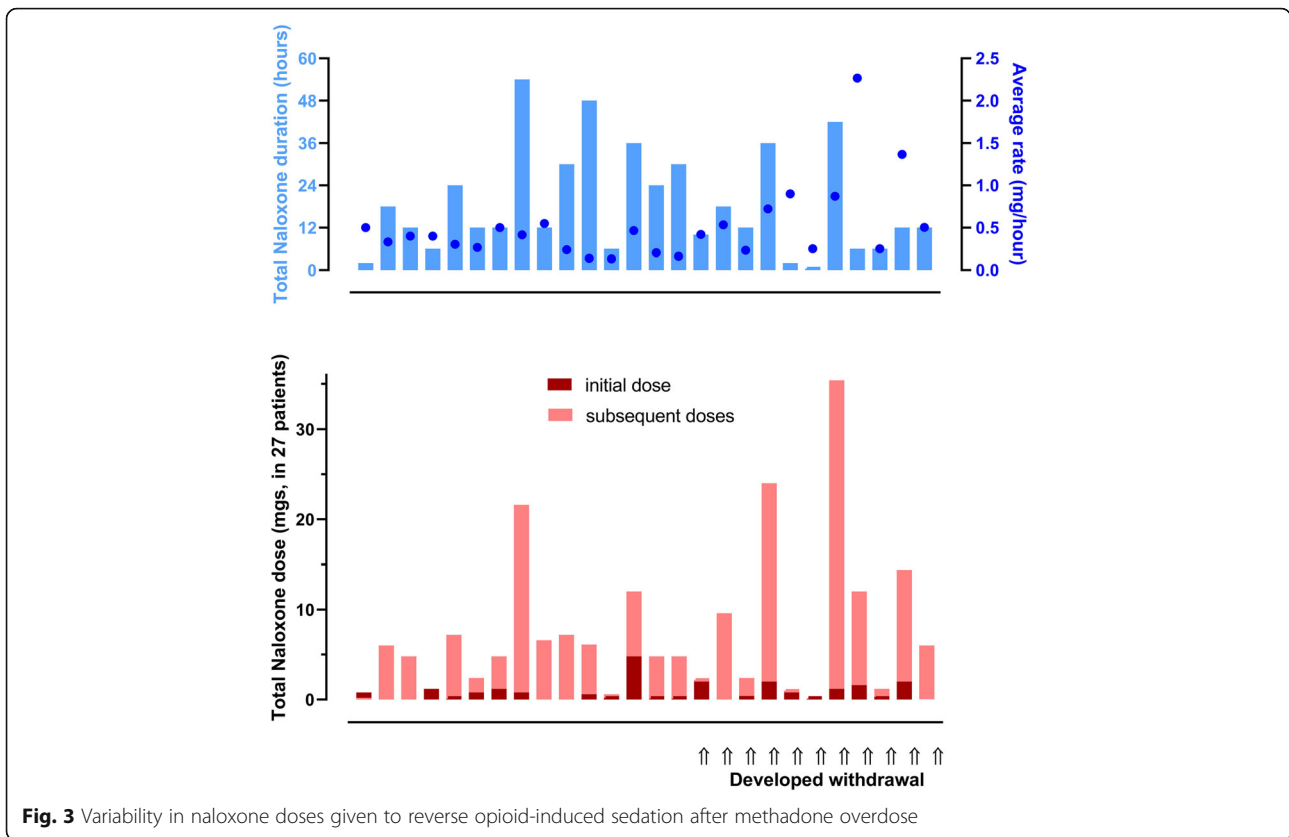 Total Naloxone duration (hours)
60
48
36
24
12
0
2.5
2.0
1.5
1.0
0.5
0.0
Average rate (mg/hour)
Total Naloxone dose (mgs, in 27 patients)
30
20
10
0
initial dose
subsequent doses
⇑ ⇑ ⇑ ⇑ ⇑ ⇑ ⇑ ⇑ ⇑ ⇑ ⇑
Developed withdrawal
Fig. 3 Variability in naloxone doses given to reverse opioid-induced sedation after methadone overdose